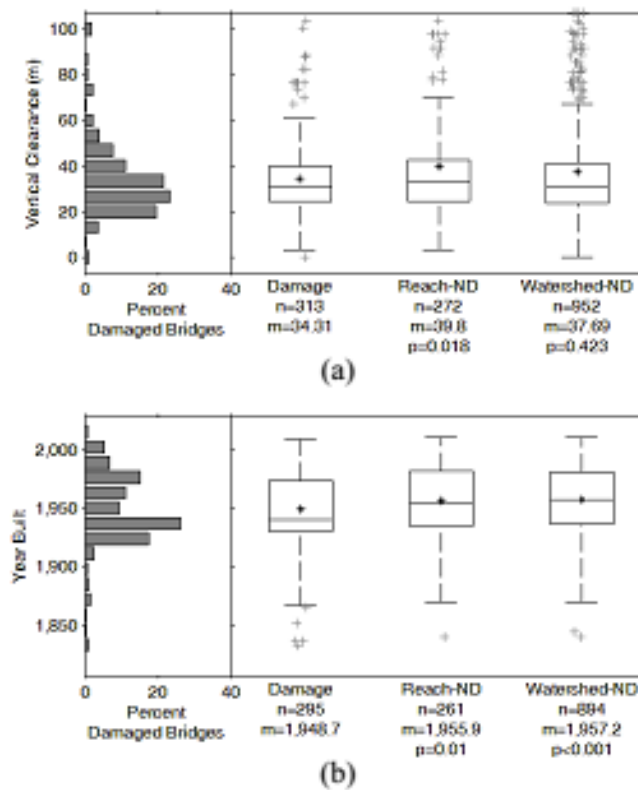 Vertical Clearance (m)
100
80
60
40
20
0
0 20 40
Percent
Damaged Bridges
Damage
n=313
m=34.31
Reach-ND
n=272
m=39.8
p=0.018
Watershed-ND
n=952
m=37.69
p=0.423
(a)
Year Built
2,000
1,950
1,900
1,850
0 20 40
Percent
Damaged Bridges
Damage
n=295
m=1,948.7
Reach-ND
n=261
m=1,955.9
p=0.01
Watershed-ND
n=894
m=1,957.2
p<0.001
(b)